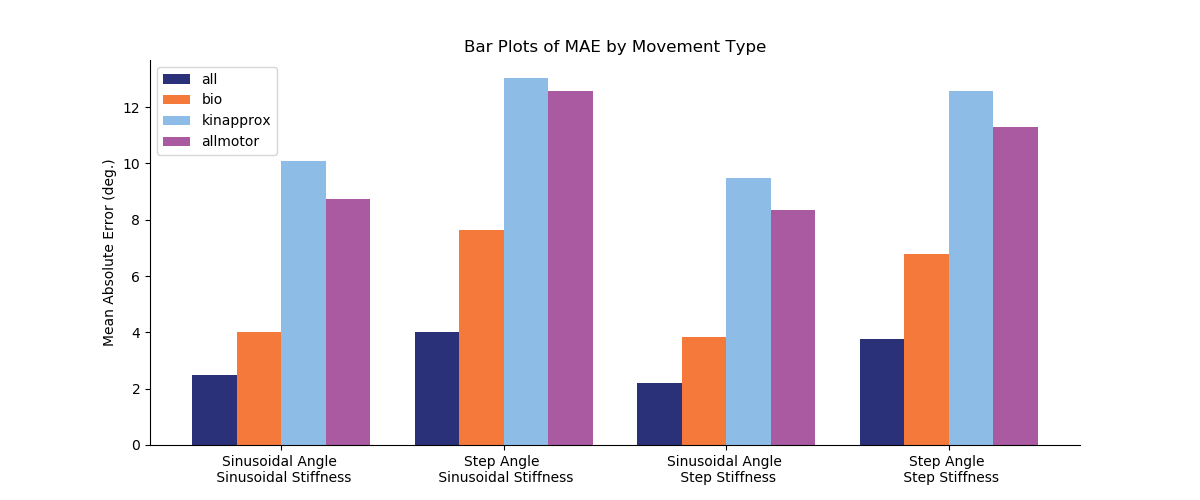 Bar Plots of MAE by Movement Type
all
bio
kinapprox
allmotor
Mean Absolute Error (deg.)
12
10
8
6
4
2
0
Sinusoidal Angle
Sinusoidal Stiffness
Step Angle
Sinusoidal Stiffness
Sinusoidal Angle
Step Stiffness
Step Angle
Step Stiffness